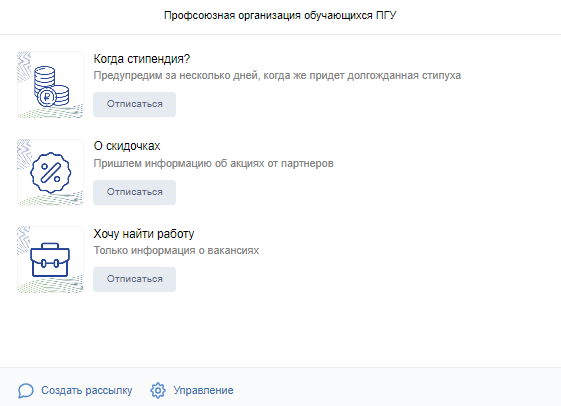 Профсоюзная организация обучающихся ПГУ
Когда стипендия?
Предупредим за несколько дней, когда же придет долгожданная стипуха
Отписаться
О скидочках
Пришлем информацию об акциях от партнеров
Отписаться
Хочу найти работу
Только информация о вакансиях
Отписаться
Создать рассылку
Управление